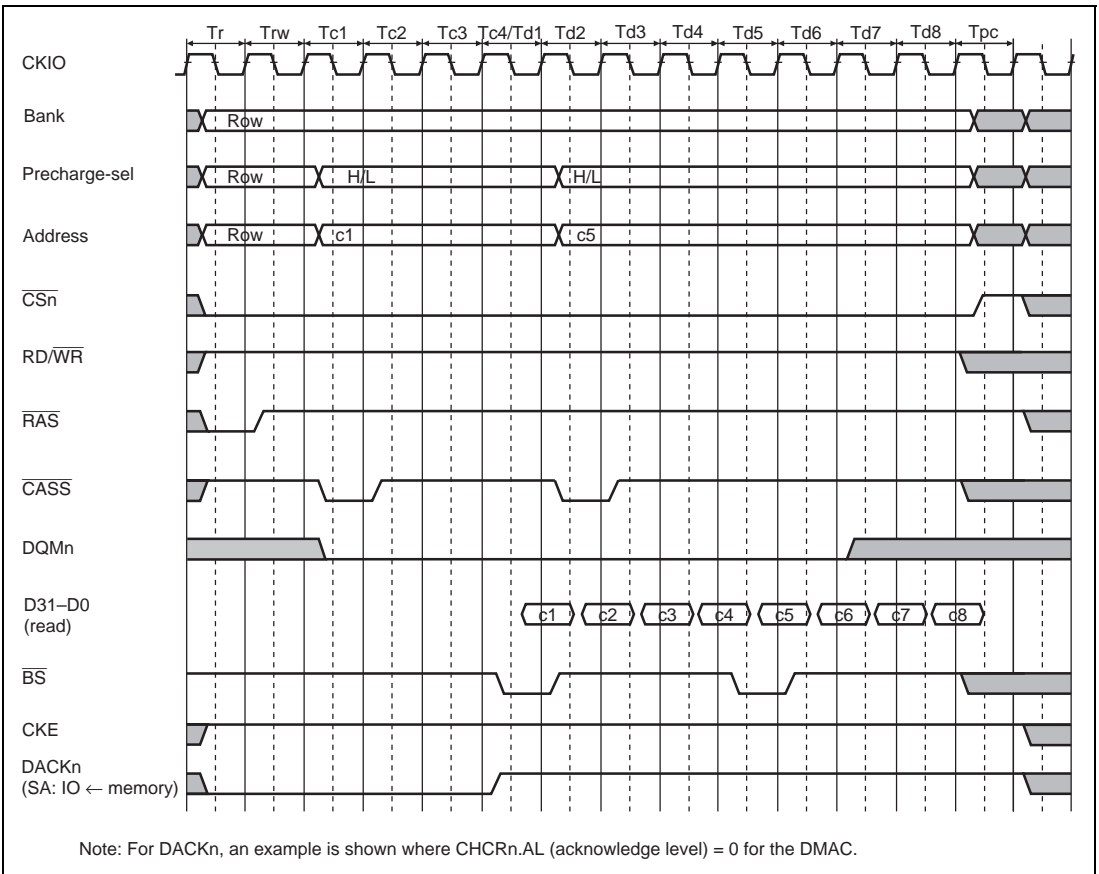 Tr Trw Tc1 Tc2 Tc3 Tc4/Td1 Td2 Td3 Td4 Td5 Td6 Td7 Td8 Tpc
CKIO
Bank Row
Precharge-sel Row H/L H/L
Address Row c1 c5
CSn
RD/WR
RAS
CASS
DQMn
D31–D0
(read) c1 c2 c3 c4 c5 c6 c7 c8
BS
CKE
DACKn
(SA: IO ← memory)
Note: For DACKn, an example is shown where CHCRn.AL (acknowledge level) = 0 for the DMAC.